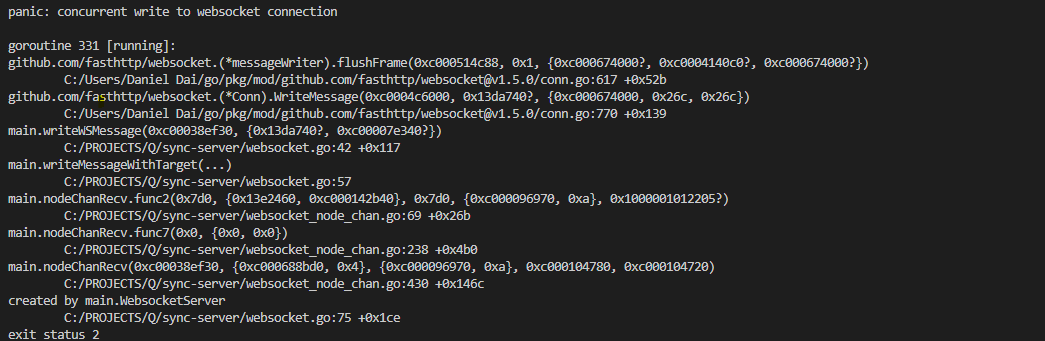 panic: concurrent write to websocket connection
goroutine 331 [running]:
github.com/fasthttp/websocket.(*messageWriter).flushFrame(0xc000514c88, 0x1, {0xc000674000?, 0xc0004140c0?, 0xc000674000?})
C:/Users/Daniel Dai/go/pkg/mod/github.com/fasthttp/websocket@v1.5.0/conn.go:617 +0x52b
github.com/fasthttp/websocket.(*Conn).WriteMessage(0xc0004c6000, 0x13da740?, {0xc000674000, 0x26c, 0x26c})
C:/Users/Daniel Dai/go/pkg/mod/github.com/fasthttp/websocket@v1.5.0/conn.go:770 +0x139
main.writeWSMessage(0xc00038ef30, {0x13da740?, 0xc00007e340?})
C:/PROJECTS/Q/sync-server/websocket.go:42 +0x117
main.writeMessageWithTarget(...)
C:/PROJECTS/Q/sync-server/websocket.go:57
main.nodeChanRecv.func2(0x7d0, {0x13e2460, 0xc000142b40}, 0x7d0, {0xc000096970, 0xa}, 0x1000001012205?)
C:/PROJECTS/Q/sync-server/websocket_node_chan.go:69 +0x26b
main.nodeChanRecv.func7(0x0, {0x0, 0x0})
C:/PROJECTS/Q/sync-server/websocket_node_chan.go:238 +0x4b0
main.nodeChanRecv(0xc00038ef30, {0xc000688bd0, 0x4}, {0xc000096970, 0xa}, 0xc000104780, 0xc000104720)
C:/PROJECTS/Q/sync-server/websocket_node_chan.go:430 +0x146c
created by main.WebsocketServer
C:/PROJECTS/Q/sync-server/websocket.go:75 +0x1ce
exit status 2